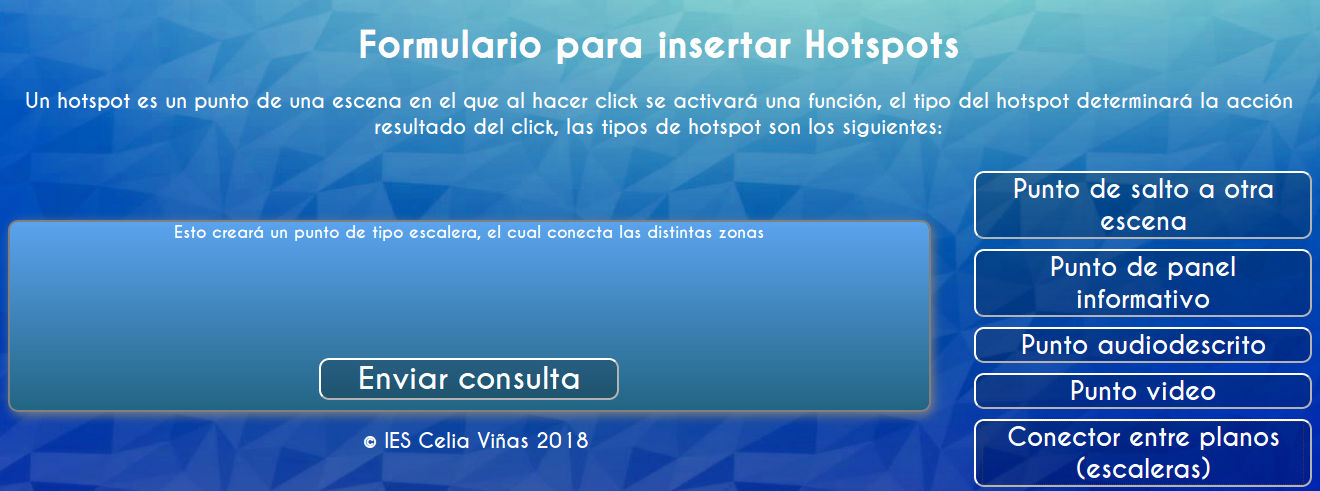 Formulario para insertar Hotspots
Un hotspot es un punto de una escena en el que al hacer click se activará una función, el tipo del hotspot determinará la acción
resultado del click, las tipos de hotspot son los siguientes:
Esto creará un punto de tipo escalera, el cual conecta las distintas zonas
Enviar consulta
Punto de salto a otra
escena
Punto de panel
informativo
Punto audiodescrito
Punto video
Conector entre planos
(escaleras)
© IES Celia Viñas 2018